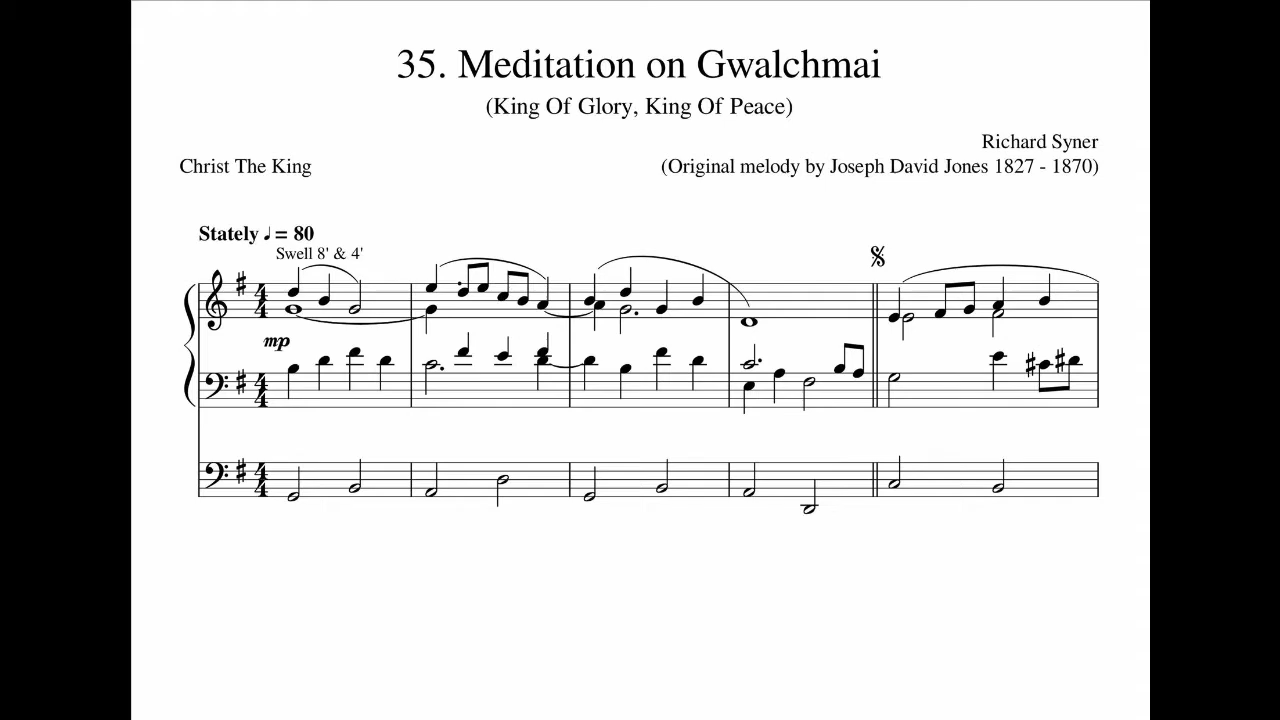 35. Meditation on Gwalchmai
(King Of Glory, King Of Peace)
Richard Syner
Christ The King
(Original melody by Joseph David Jones 1827 - 1870)
Stately ♩ = 80
Swell 8' & 4'
mp